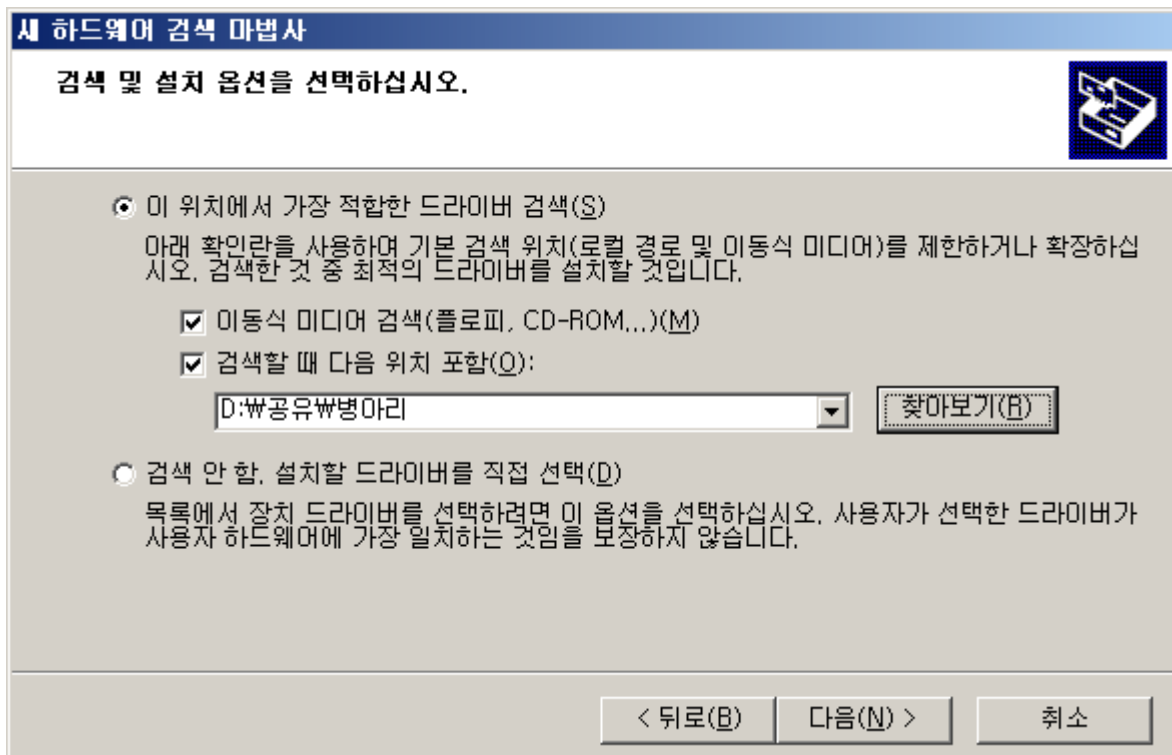 새 하드웨어 검색 마법사
검색 및 설치 옵션을 선택하십시오.
이 위치에서 가장 적합한 드라이버 검색(S)
아래 확인란을 사용하여 기본 검색 위치(로컬 경로 및 이동식 미디어)를 제한하거나 확장하십
시오. 검색한 것 중 최적의 드라이버를 설치할 것입니다.
이동식 미디어 검색(플로피, CD-ROM...)(M)
검색할 때 다음 위치 포함(O):
D:₩공유₩병아리
찾아보기(R)
검색 안 함. 설치할 드라이버를 직접 선택(D)
목록에서 장치 드라이버를 선택하려면 이 옵션을 선택하십시오. 사용자가 선택한 드라이버가
사용자 하드웨어에 가장 일치하는 것임을 보장하지 않습니다.
< 뒤로(B) 다음(N) > 취소